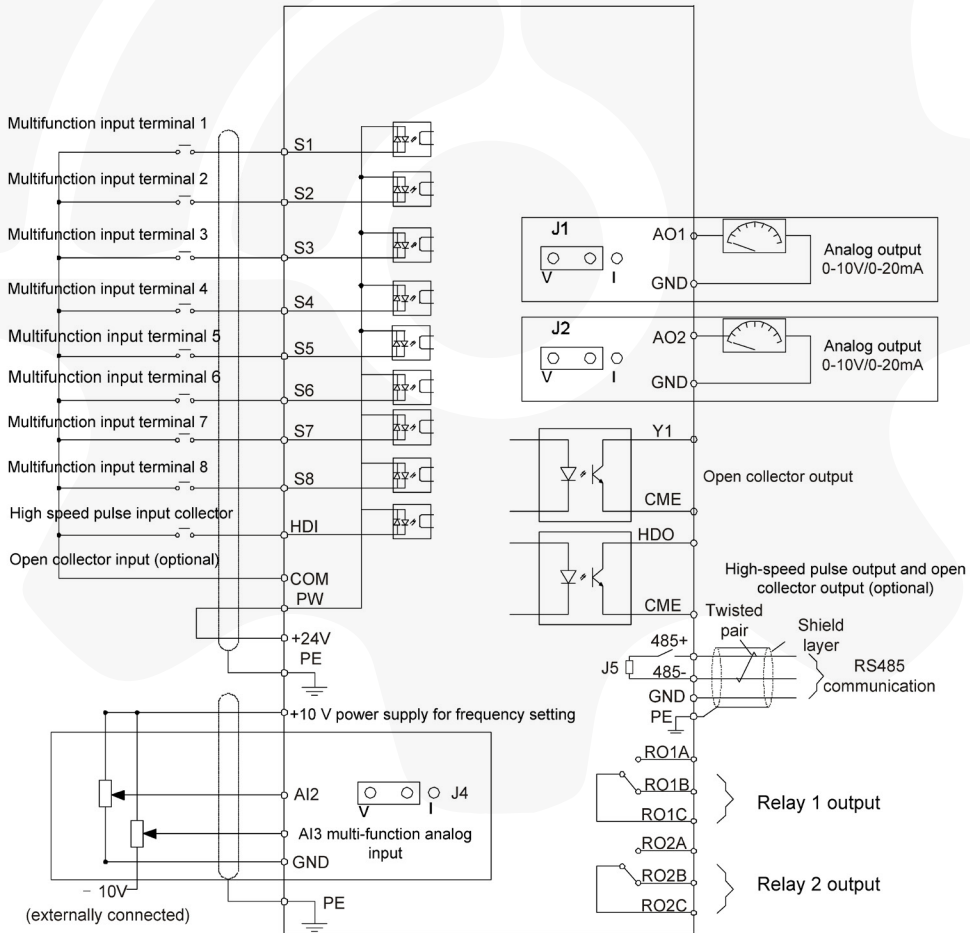 Multifunction input terminal 1
S1
Multifunction input terminal 2
S2
Multifunction input terminal 3
S3
Multifunction input terminal 4
S4
Multifunction input terminal 5
S5
Multifunction input terminal 6
S6
Multifunction input terminal 7
S7
Multifunction input terminal 8
S8
High speed pulse input collector
HDI
Open collector input (optional)
COM
PW
+24V
PE
+10 V power supply for frequency setting
AI2
V
I
J4
AI3 multi-function analog
input
GND
- 10V
(externally connected)
PE
J1
V
I
AO1
GND
Analog output
0-10V/0-20mA
J2
V
I
AO2
GND
Analog output
0-10V/0-20mA
Y1
CME
Open collector output
HDO
CME
High-speed pulse output and open
collector output (optional)
Twisted
pair
Shield
layer
485+
J5
485-
GND
PE
RS485
communication
RO1A
RO1B
RO1C
Relay 1 output
RO2A
RO2B
RO2C
Relay 2 output